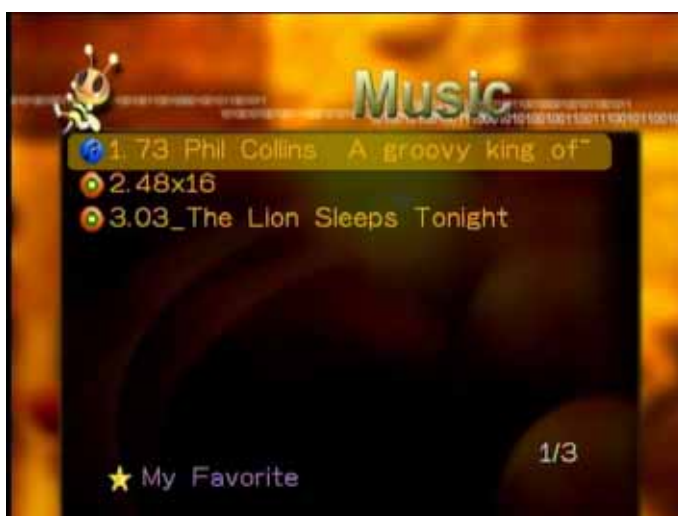 Music
1. 73 Phil Collins A groovy king of~
2.48x16
3.03_The Lion Sleeps Tonight
1/3
My Favorite